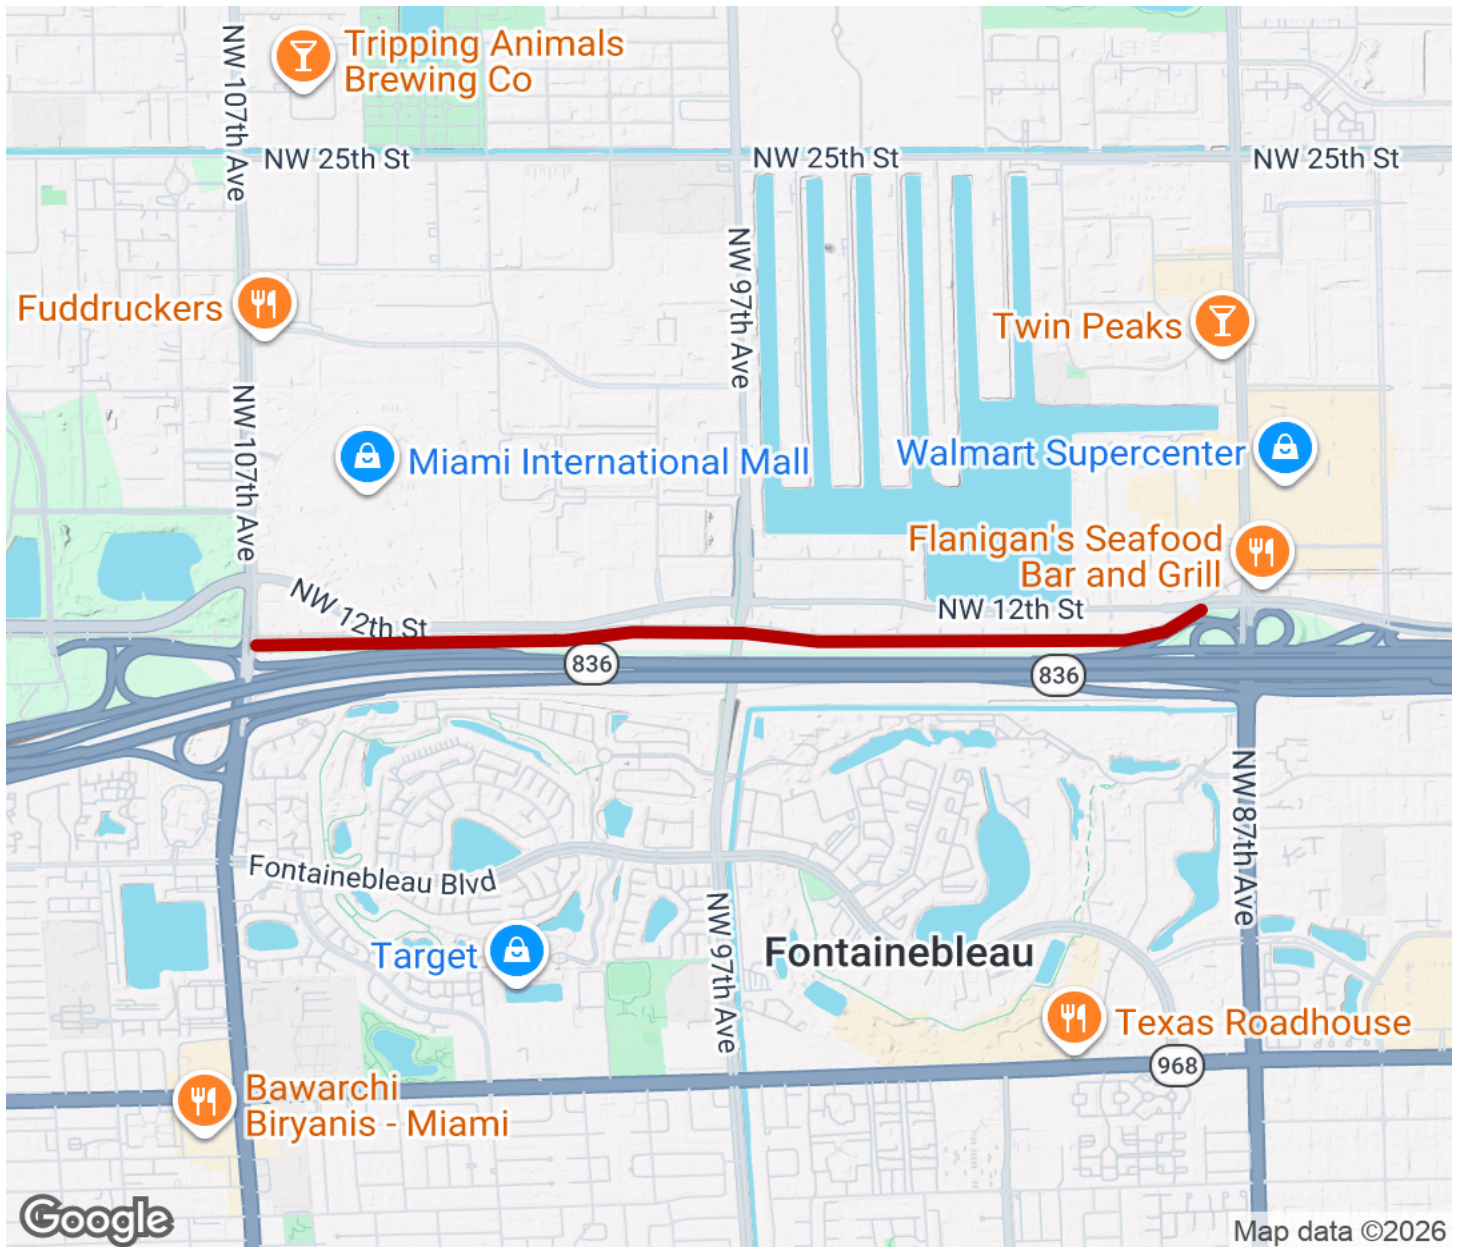 Tripping Animals
Brewing Co
NW 107th Ave
NW 25th St
NW 25th St
NW 25th St
NW 97th Ave
Fuddruckers
Twin Peaks
NW 107th Ave
Miami International Mall
Walmart Supercenter
Flanigan's Seafood
Bar and Grill
NW 12th St
NW 12th St
836
836
NW 87th Ave
Fontainebleau Blvd
NW 97th Ave
Target
Fontainebleau
Texas Roadhouse
968
Bawarchi
Biryanis - Miami
Google
Map data ©2026